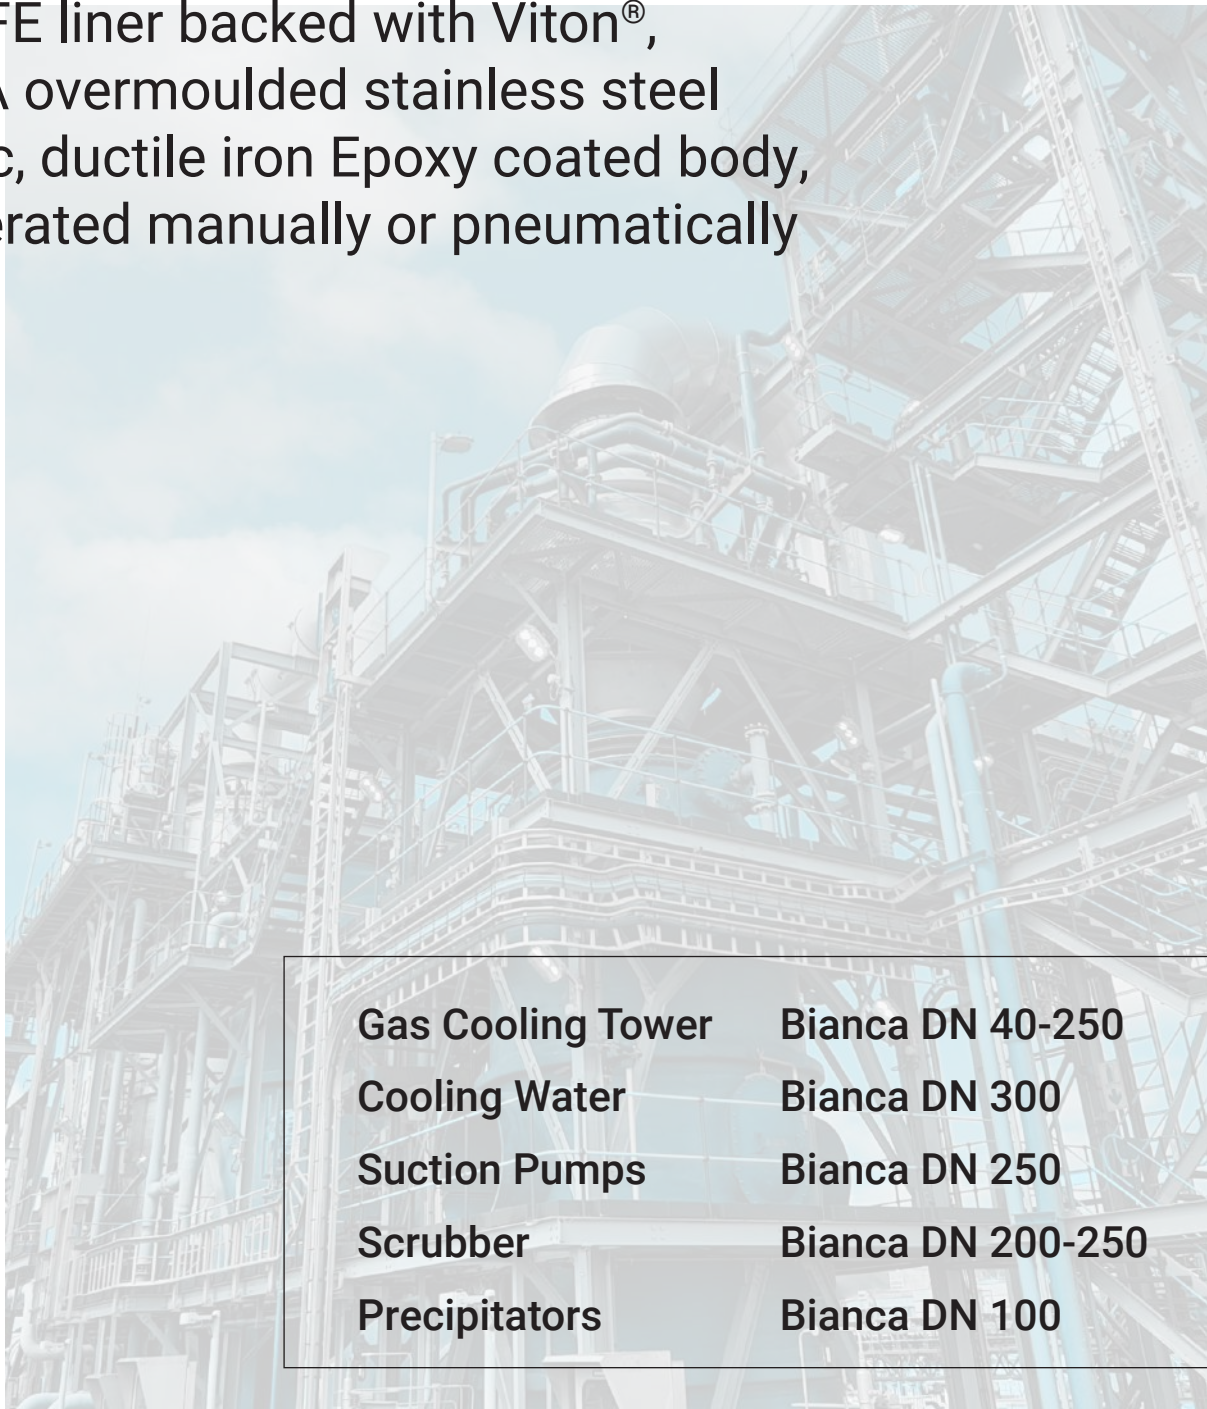 FE liner backed with Viton®,
overmoulded stainless steel
c, ductile iron Epoxy coated body,
erated manually or pneumatically
Gas Cooling Tower Bianca DN 40-250
Cooling Water Bianca DN 300
Suction Pumps Bianca DN 250
Scrubber Bianca DN 200-250
Precipitators Bianca DN 100